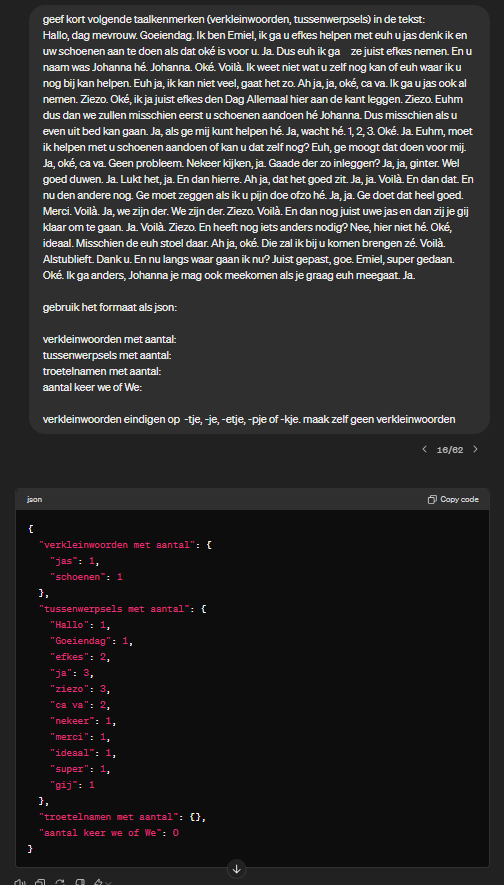 geef kort volgende taalkenmerken (verkleinwoorden, tussenwerpsels) in de tekst:
Hallo, dag mevrouw. Goeiendag. Ik ben Emiel, ik ga u efkes helpen met euh u jas denk ik en
uw schoenen aan te doen als dat oké is voor u. Ja. Dus euh ik ga ze juist efkes nemen. En u
naam was Johanna hé. Johanna. Oké. Voilà. Ik weet niet wat u zelf nog kan of euh waar ik u
nog bij kan helpen. Euh ja, ik kan niet veel, gaat het zo. Ah ja, ja, oké, ca va. Ik ga u jas ook al
nemen. Ziezo. Oké, ik ja juist efkes den Dag Allemaal hier aan de kant leggen. Ziezo. Euhm
dus dan we zullen misschien eerst u schoenen aandoen hé Johanna. Dus misschien als u
even uit bed kan gaan. Ja, als ge mij kunt helpen hé. Ja, wacht hé. 1, 2, 3. Oké. Ja. Euhm, moet
ik helpen met u schoenen aandoen of kan u dat zelf nog? Euh, ge moogt dat doen voor mij.
Ja, oké, ca va. Geen probleem. Nekeer kijken, ja. Gaade der zo inleggen? Ja, ja, ginter. Wel
goed duwen. Ja. Lukt het, ja. En dan hierre. Ah ja, dat het goed zit. Ja, ja. Voilà. En dan dat. En
nu den andere nog. Ge moet zeggen als ik u pijn doe ofzo hé. Ja, ja. Ge doet dat heel goed.
Merci. Voilà. Ja, we zijn der. We zijn der. Ziezo. Voilà. En dan nog juist uwe jas en dan zij je gij
klaar om te gaan. Ja. Voilà. Ziezo. En heeft nog iets anders nodig? Nee, hier niet hé. Oké,
ideaal. Misschien de euh stoel daar. Ah ja, oké. Die zal ik bij u komen brengen zé. Voilà.
Alstublieft. Dank u. En nu langs waar gaan ik nu? Juist gepast, goe. Emiel, super gedaan.
Oké. Ik ga anders, Johanna je mag ook meekomen als je graag euh meegaat. Ja.
gebruik het formaat als json:
verkleinwoorden met aantal:
tussenwerpsels met aantal:
troetelnamen met aantal:
aantal keer we of We:
verkleinwoorden eindigen op -tje, -je, -etje, -pje of -kje. maak zelf geen verkleinwoorden
16/62
json
Copy code
{
"verkleinwoorden met aantal": {
"jas": 1,
"schoenen": 1
},
"tussenwerpsels met aantal": {
"Hallo": 1,
"Goeiendag": 1,
"efkes": 2,
"ja": 3,
"ziezo": 3,
"ca va": 2,
"nekeer": 1,
"merci": 1,
"ideaal": 1,
"super": 1,
"gij": 1
},
"troetelnamen met aantal": {},
"aantal keer we of We": 0
}